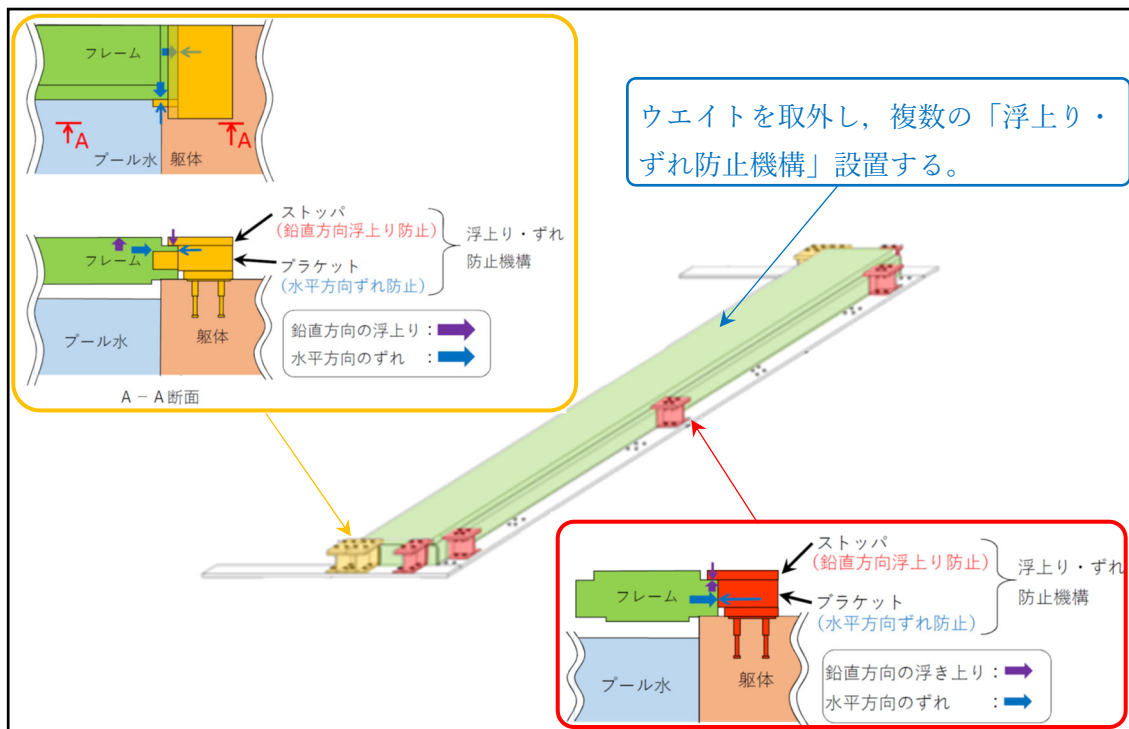 フレーム
A
A
プール水
躯体
ストッパ
(鉛直方向浮上り防止)
フレーム
ブラケット
(水平方向ずれ防止)
浮上り・ずれ
防止機構
プール水
躯体
鉛直方向の浮上り：
水平方向のずれ ：
A－A断面
ウエイトを取外し，複数の「浮上り・
ずれ防止機構」設置する。
ストッパ
(鉛直方向浮上り防止)
フレーム
ブラケット
(水平方向ずれ防止)
浮上り・ずれ
防止機構
プール水
躯体
鉛直方向の浮き上り：
水平方向のずれ ：